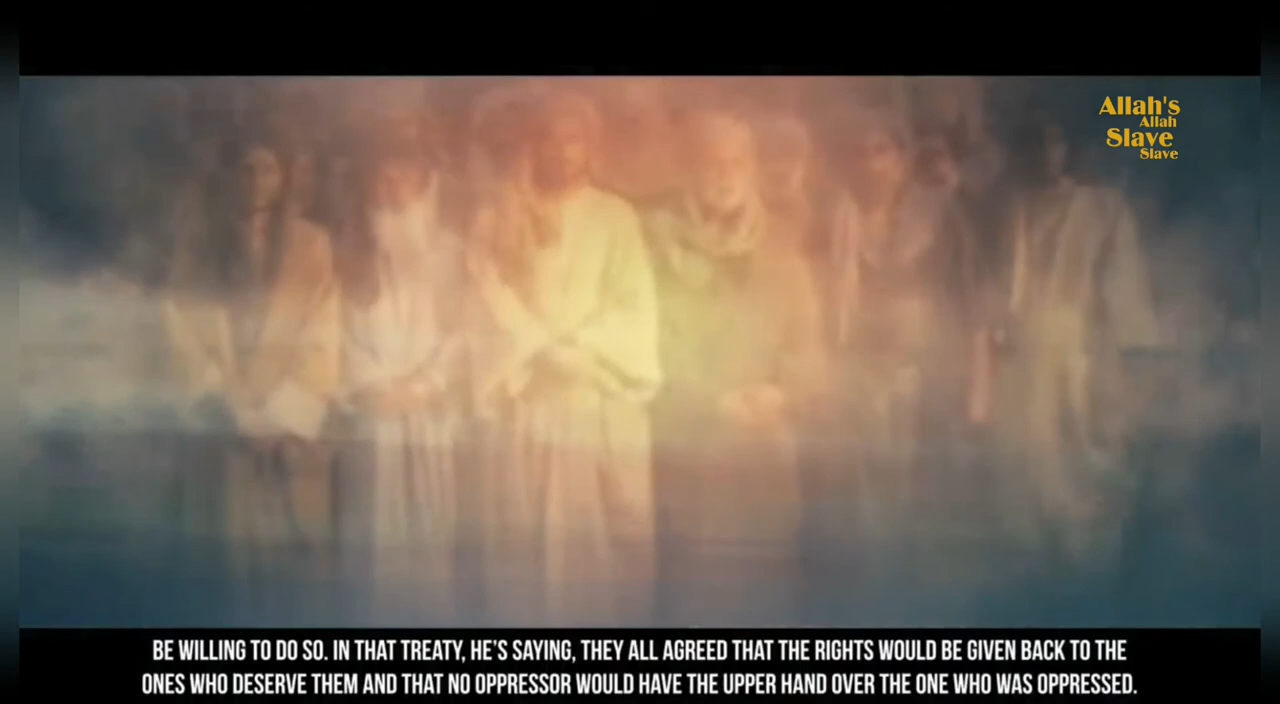 Allah's
Allah
Slave
Slave
BE WILLING TO DO SO. IN THAT TREATY, HE'S SAYING, THEY ALL AGREED THAT THE RIGHTS WOULD BE GIVEN BACK TO THE
ONES WHO DESERVE THEM AND THAT NO OPPRESSOR WOULD HAVE THE UPPER HAND OVER THE ONE WHO WAS OPPRESSED.